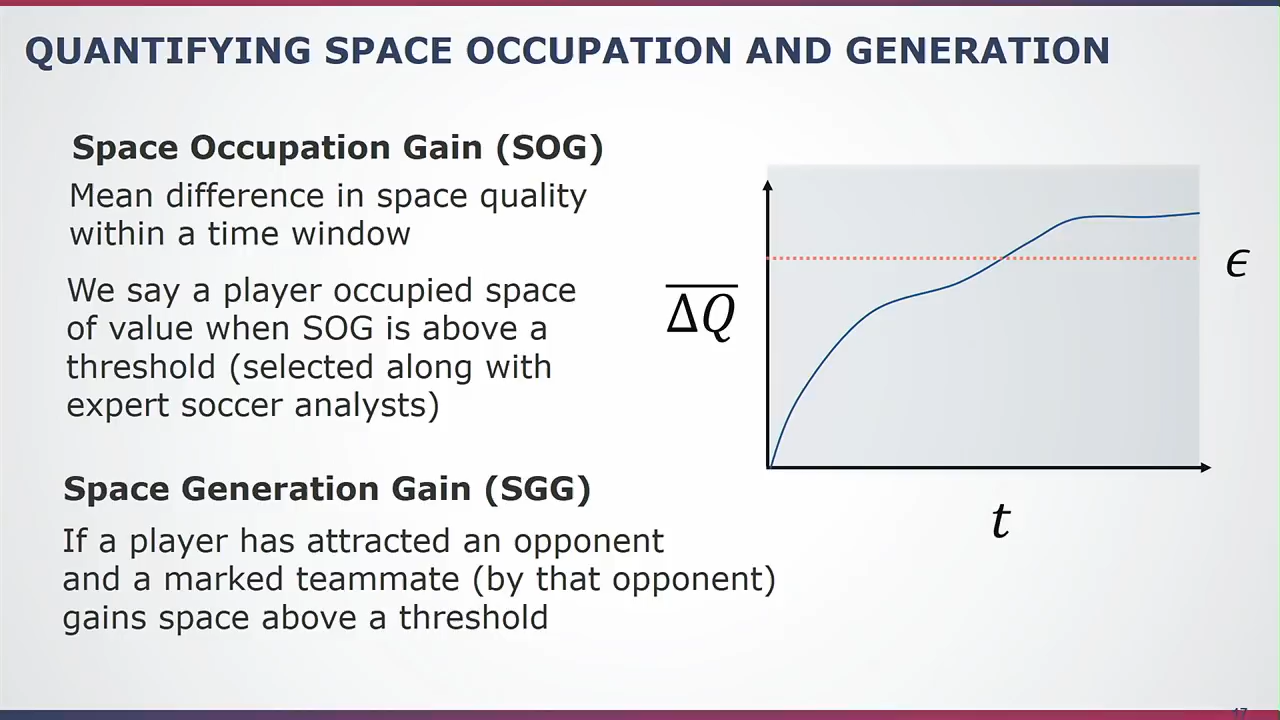 QUANTIFYING SPACE OCCUPATION AND GENERATION
Space Occupation Gain (SOG)
Mean difference in space quality
within a time window
We say a player occupied space
of value when SOG is above a
threshold (selected along with
expert soccer analysts)
Space Generation Gain (SGG)
If a player has attracted an opponent
and a marked teammate (by that opponent)
gains space above a threshold
\overline{ΔQ}
ϵ
t
17